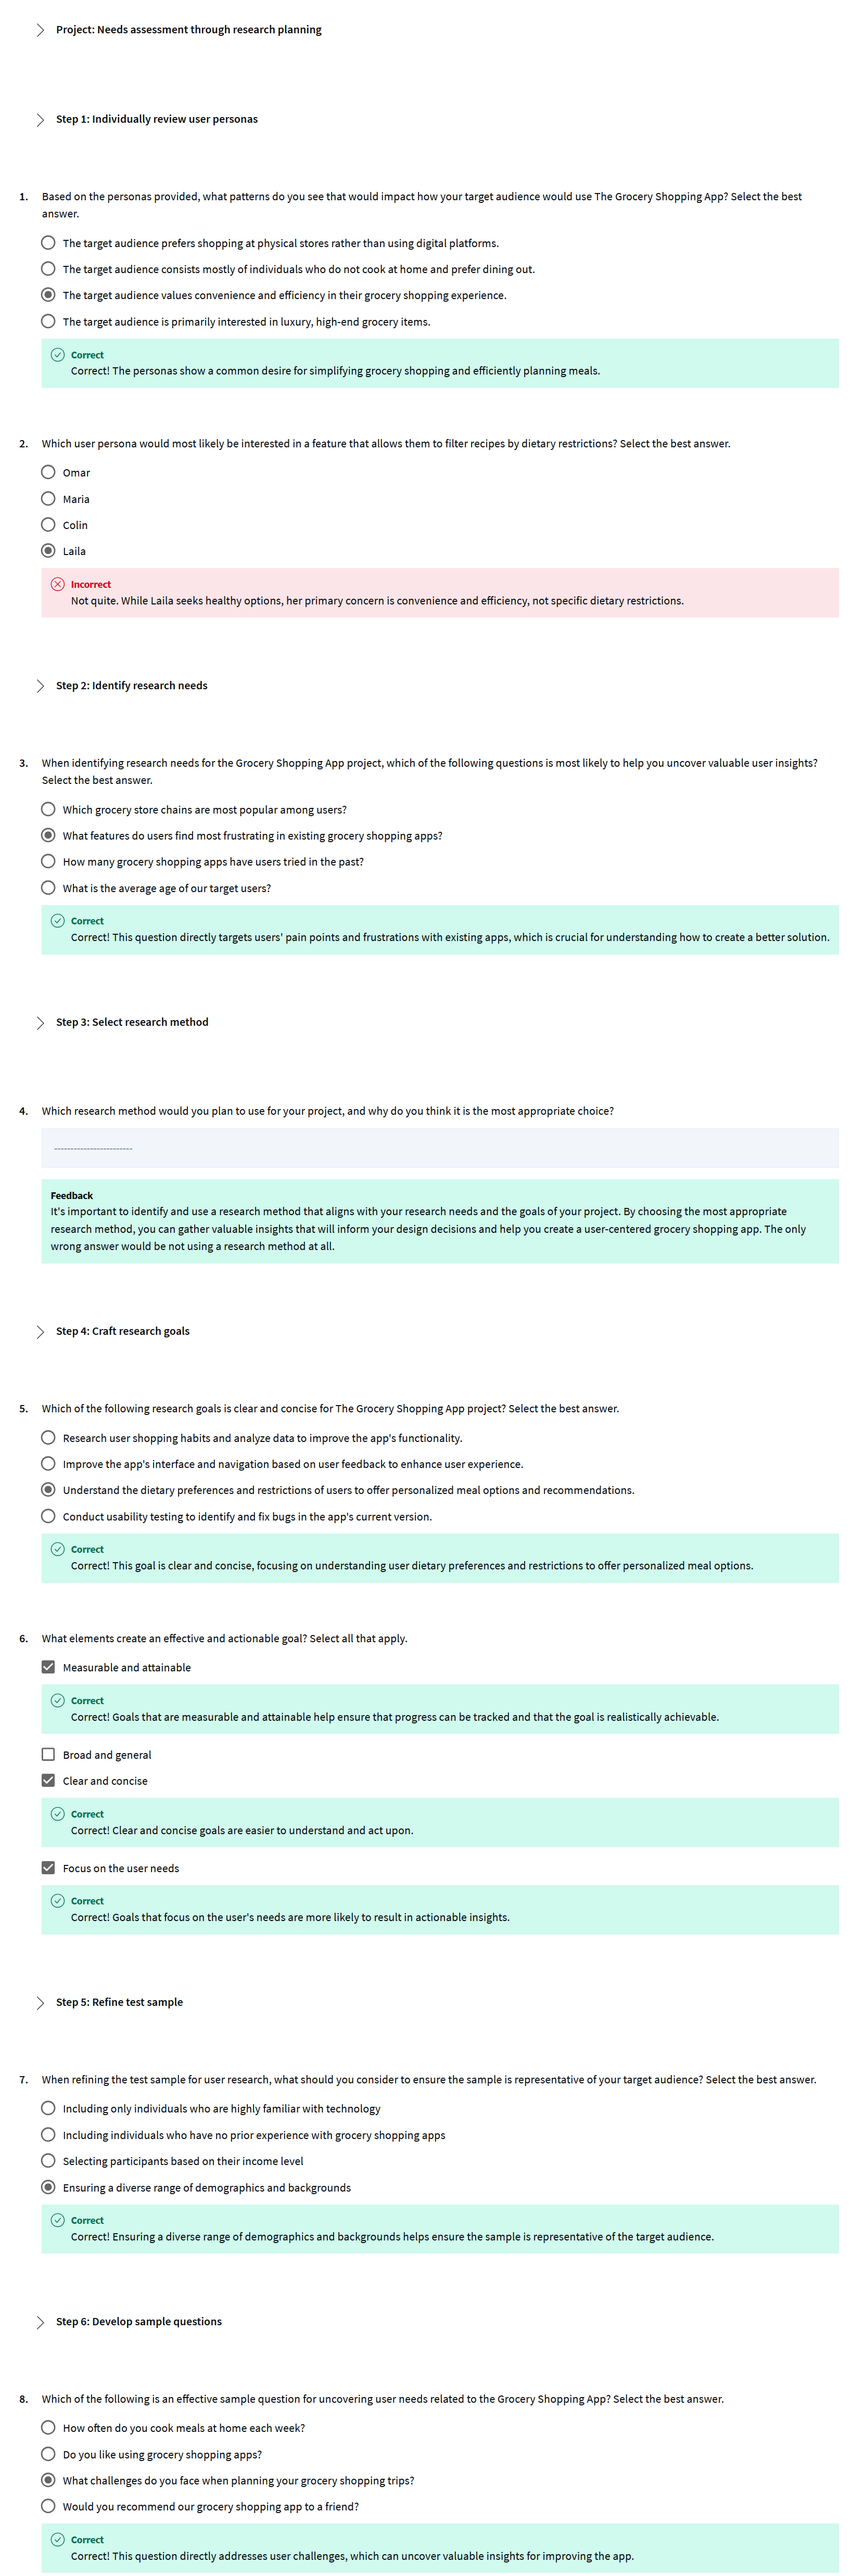 Project: Needs assessment through research planning
Step 1: Individually review user personas
1. Based on the personas provided, what patterns do you see that would impact how your target audience would use The Grocery Shopping App? Select the best
answer.
The target audience prefers shopping at physical stores rather than using digital platforms.
The target audience consists mostly of individuals who do not cook at home and prefer dining out.
The target audience values convenience and efficiency in their grocery shopping experience.
The target audience is primarily interested in luxury, high-end grocery items.
Correct
Correct! The personas show a common desire for simplifying grocery shopping and efficiently planning meals.
2. Which user persona would most likely be interested in a feature that allows them to filter recipes by dietary restrictions? Select the best answer.
Omar
Maria
Colin
Laila
Incorrect
Not quite. While Laila seeks healthy options, her primary concern is convenience and efficiency, not specific dietary restrictions.
Step 2: Identify research needs
3. When identifying research needs for the Grocery Shopping App project, which of the following questions is most likely to help you uncover valuable user insights?
Select the best answer.
Which grocery store chains are most popular among users?
What features do users find most frustrating in existing grocery shopping apps?
How many grocery shopping apps have users tried in the past?
What is the average age of our target users?
Correct
Correct! This question directly targets users' pain points and frustrations with existing apps, which is crucial for understanding how to create a better solution.
Step 3: Select research method
4. Which research method would you plan to use for your project, and why do you think it is the most appropriate choice?
------------------------
Feedback
It's important to identify and use a research method that aligns with your research needs and the goals of your project. By choosing the most appropriate
research method, you can gather valuable insights that will inform your design decisions and help you create a user-centered grocery shopping app. The only
wrong answer would be not using a research method at all.
Step 4: Craft research goals
5. Which of the following research goals is clear and concise for The Grocery Shopping App project? Select the best answer.
Research user shopping habits and analyze data to improve the app's functionality.
Improve the app's interface and navigation based on user feedback to enhance user experience.
Understand the dietary preferences and restrictions of users to offer personalized meal options and recommendations.
Conduct usability testing to identify and fix bugs in the app's current version.
Correct
Correct! This goal is clear and concise, focusing on understanding user dietary preferences and restrictions to offer personalized meal options.
6. What elements create an effective and actionable goal? Select all that apply.
Measurable and attainable
Correct
Correct! Goals that are measurable and attainable help ensure that progress can be tracked and that the goal is realistically achievable.
Broad and general
Clear and concise
Correct
Correct! Clear and concise goals are easier to understand and act upon.
Focus on the user needs
Correct
Correct! Goals that focus on the user's needs are more likely to result in actionable insights.
Step 5: Refine test sample
7. When refining the test sample for user research, what should you consider to ensure the sample is representative of your target audience? Select the best answer.
Including only individuals who are highly familiar with technology
Including individuals who have no prior experience with grocery shopping apps
Selecting participants based on their income level
Ensuring a diverse range of demographics and backgrounds
Correct
Correct! Ensuring a diverse range of demographics and backgrounds helps ensure the sample is representative of the target audience.
Step 6: Develop sample questions
8. Which of the following is an effective sample question for uncovering user needs related to the Grocery Shopping App? Select the best answer.
How often do you cook meals at home each week?
Do you like using grocery shopping apps?
What challenges do you face when planning your grocery shopping trips?
Would you recommend our grocery shopping app to a friend?
Correct
Correct! This question directly addresses user challenges, which can uncover valuable insights for improving the app.